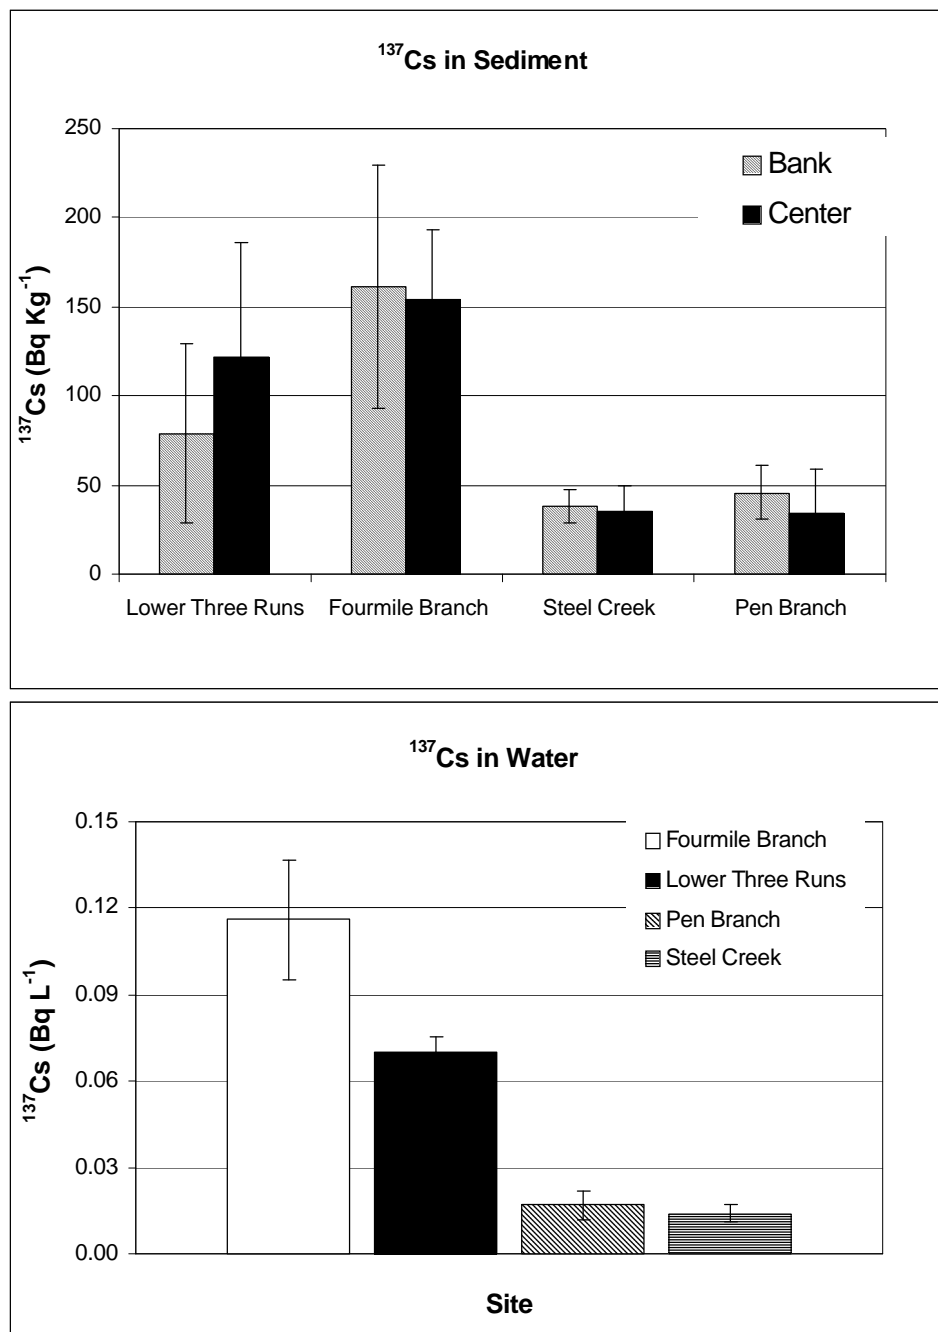 ¹³⁷Cs in Sediment
250
200
150
100
50
0
¹³⁷Cs (Bq Kg⁻¹)
Bank
Center
Lower Three Runs
Fourmile Branch
Steel Creek
Pen Branch
¹³⁷Cs in Water
0.15
0.12
0.09
0.06
0.03
0.00
¹³⁷Cs (Bq L⁻¹)
Fourmile Branch
Lower Three Runs
Pen Branch
Steel Creek
Site